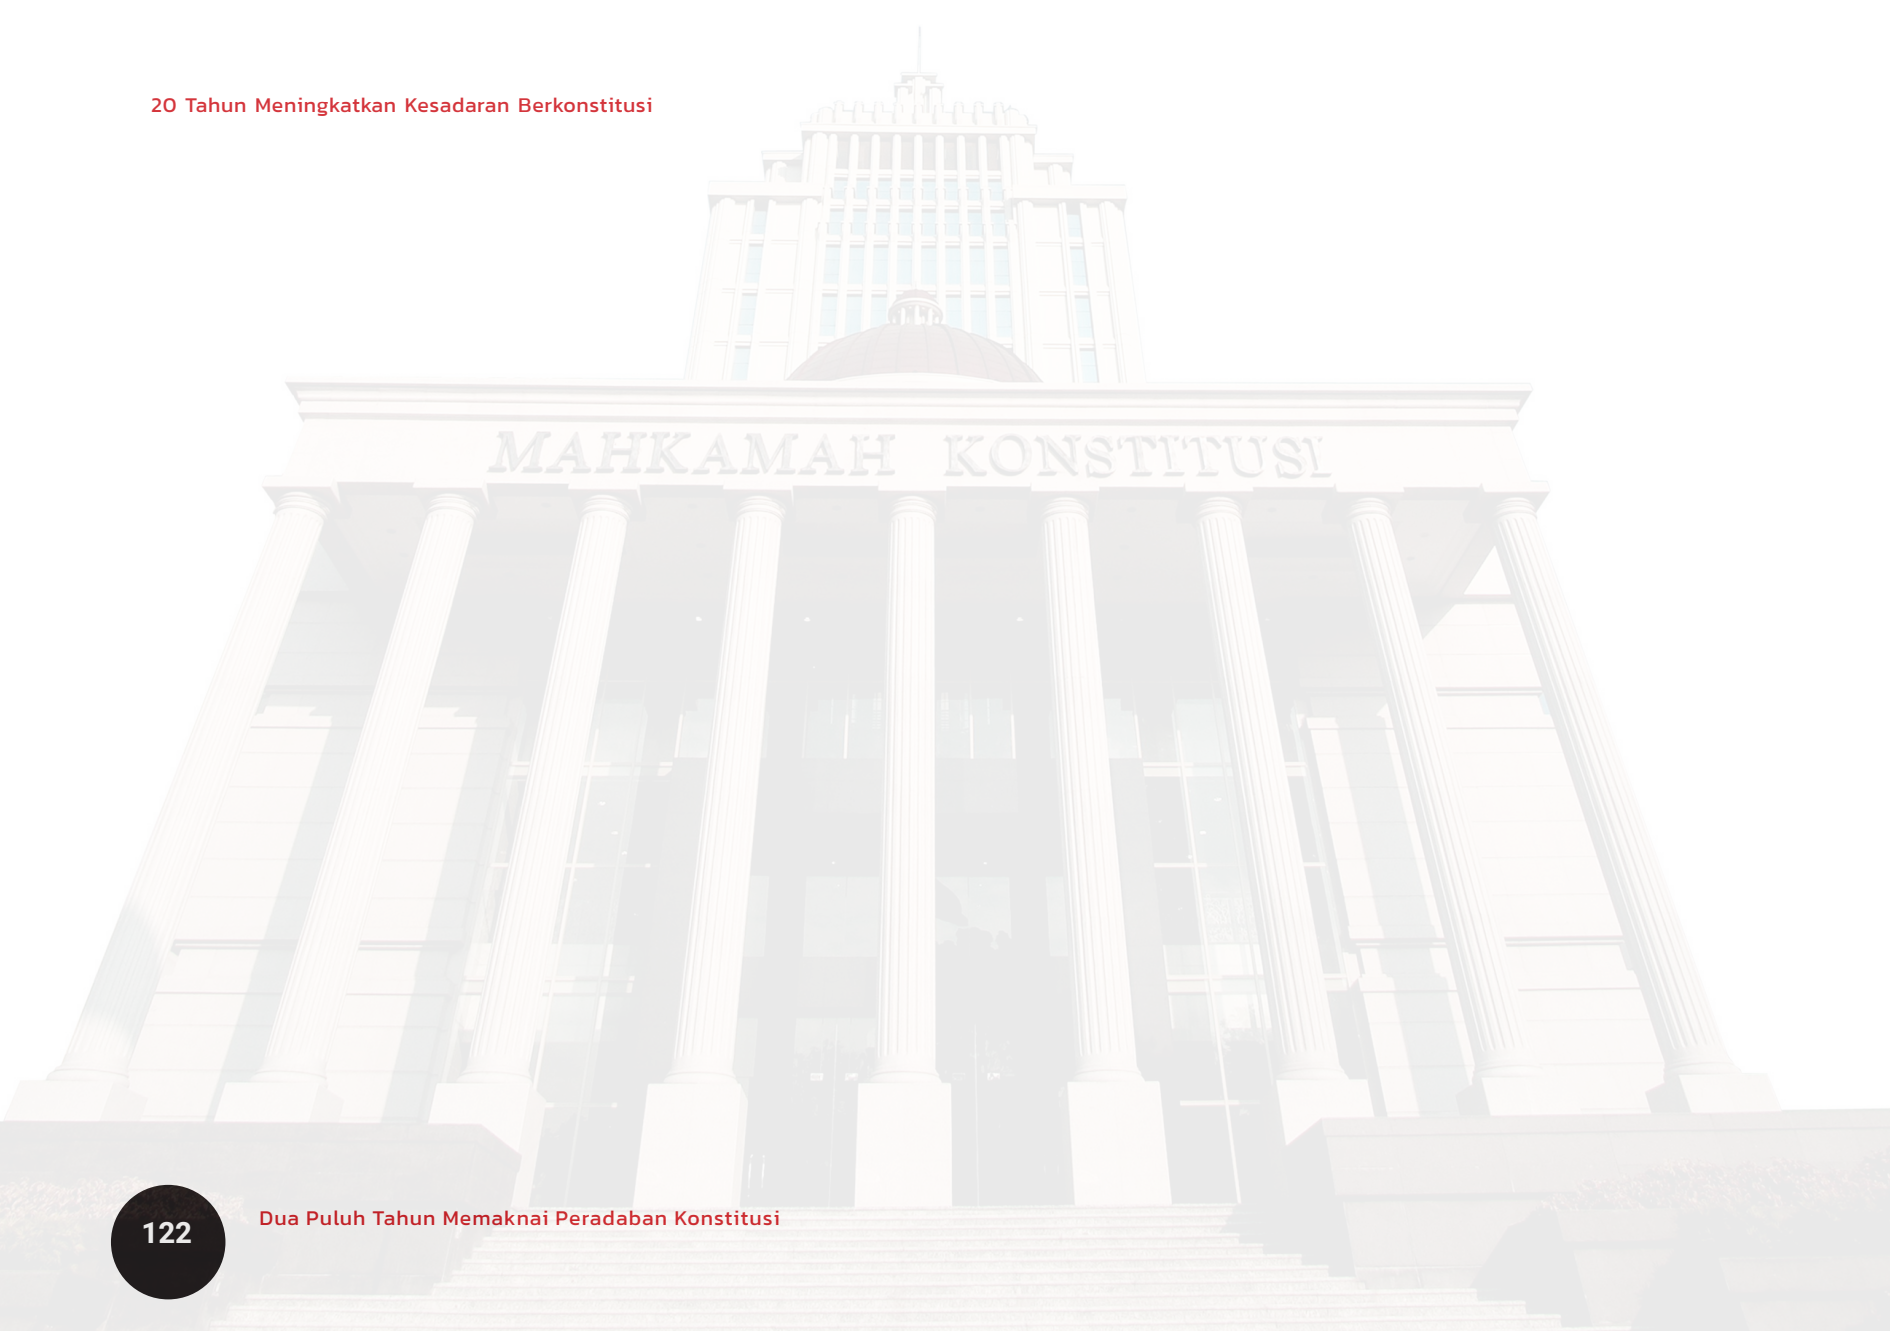 20 Tahun Meningkatkan Kesadaran Berkonstitusi
MAHKAMAH KONSTITUSI
122
Dua Puluh Tahun Memaknai Peradaban Konstitusi